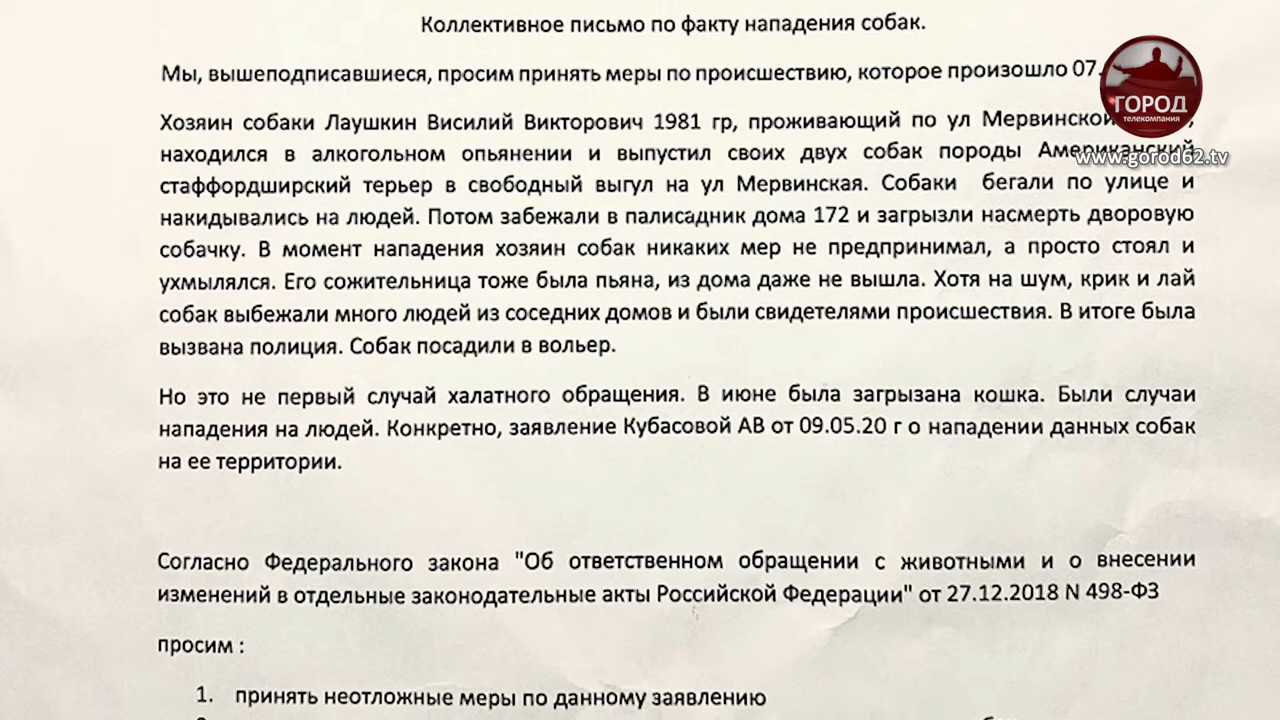 Коллективное письмо по факту нападения собак.
Мы, вышеподписавшиеся, просим принять меры по происшествию, которое произошло 07.
ГОРОД
телекомпания
Хозяин собаки Лаушкин Висилий Викторович 1981 гр, проживающий по ул Мервинской
www.gorod62.tv
находился в алкогольном опьянении и выпустил своих двух собак породы Американский
стаффордширский терьер в свободный выгул на ул Мервинская. Собаки бегали по улице и
накидывались на людей. Потом забежали в палисадник дома 172 и загрызли насмерть дворовую
собачку. В момент нападения хозяин собак никаких мер не предпринимал, а просто стоял и
ухмылялся. Его сожительница тоже была пьяна, из дома даже не вышла. Хотя на шум, крик и лай
собак выбежали много людей из соседних домов и были свидетелями происшествия. В итоге была
вызвана полиция. Собак посадили в вольер.
Но это не первый случай халатного обращения. В июне была загрызана кошка. Были случаи
нападения на людей. Конкретно, заявление Кубасовой АВ от 09.05.20 г о нападении данных собак
на ее территории.
Согласно Федерального закона "Об ответственном обращении с животными и о внесении
изменений в отдельные законодательные акты Российской Федерации" от 27.12.2018 N 498-ФЗ
просим :
1. принять неотложные меры по данному заявлению